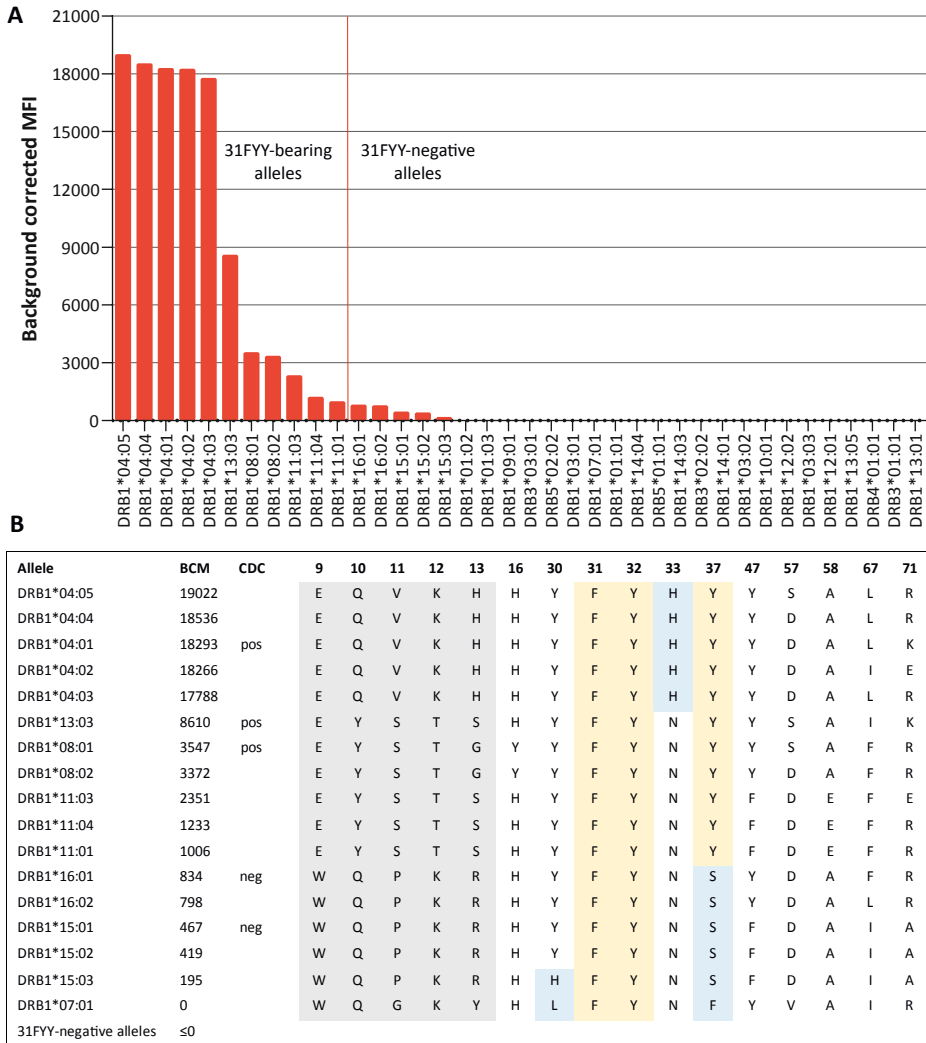 A
Background corrected MFI
21000
18000
15000
12000
9000
6000
3000
0
31FYY-bearing
alleles
31FYY-negative
alleles
DRB1*04:05
DRB1*04:04
DRB1*04:01
DRB1*04:02
DRB1*04:03
DRB1*13:03
DRB1*08:01
DRB1*08:02
DRB1*11:03
DRB1*11:04
DRB1*11:01
DRB1*16:01
DRB1*16:02
DRB1*15:01
DRB1*15:02
DRB1*15:03
DRB1*01:02
DRB1*01:03
DRB1*09:01
DRB3*03:01
DRB5*02:02
DRB1*03:01
DRB1*07:01
DRB1*01:01
DRB1*14:04
DRB5*01:01
DRB1*14:03
DRB3*02:01
DRB1*03:02
DRB1*10:01
DRB1*12:02
DRB1*03:03
DRB1*12:01
DRB1*13:05
DRB4*01:01
DRB3*01:01
DRB1*13:01
B
Allele BCM CDC 9 10 11 12 13 16 30 31 32 33 37 47 57 58 67 71
DRB1*04:05 19022 E Q V K H H Y F Y H Y Y S A L R
DRB1*04:04 18536 E Q V K H H Y F Y H Y Y D A L R
DRB1*04:01 18293 pos E Q V K H H Y F Y H Y Y D A L K
DRB1*04:02 18266 E Q V K H H Y F Y H Y Y D A I E
DRB1*04:03 17788 E Q V K H H Y F Y H Y Y D A L R
DRB1*13:03 8610 pos E Y S T S H Y F Y N Y Y S A I K
DRB1*08:01 3547 pos E Y S T G Y Y F Y N Y Y S A F R
DRB1*08:02 3372 E Y S T G Y Y F Y N Y Y D A F R
DRB1*11:03 2351 E Y S T S H Y F Y N Y F D E F E
DRB1*11:04 1233 E Y S T S H Y F Y N Y F D E F R
DRB1*11:01 1006 E Y S T S H Y F Y N Y F D E F R
DRB1*16:01 834 neg W Q P K R H Y F Y N S Y D A F R
DRB1*16:02 798 W Q P K R H Y F Y N S Y D A L R
DRB1*15:01 467 neg W Q P K R H Y F Y N S F D A I A
DRB1*15:02 419 W Q P K R H Y F Y N S F D A I A
DRB1*15:03 195 W Q P K R H H F Y N S F D A I A
DRB1*07:01 0 W Q G K Y H L F Y N F Y V A I R
31FYY-negative alleles ≤0